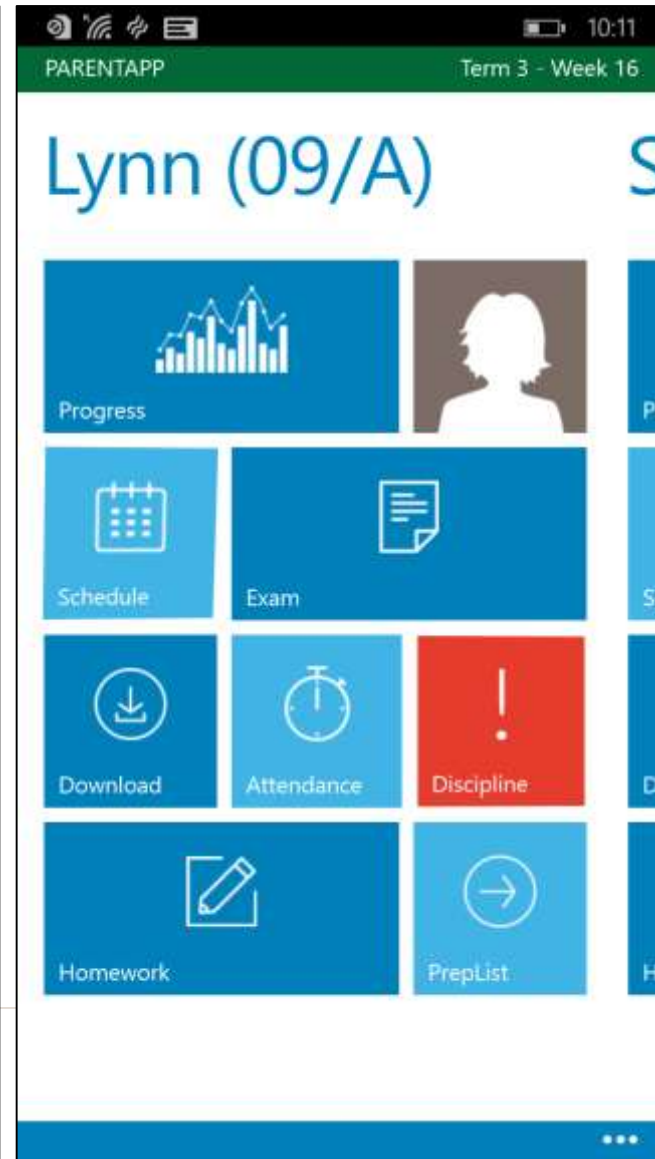 10:11
PARENTAPP Term 3 - Week 16
Lynn (09/A) S
Progress P
Schedule Exam S
Download Attendance Discipline D
Homework PrepList H